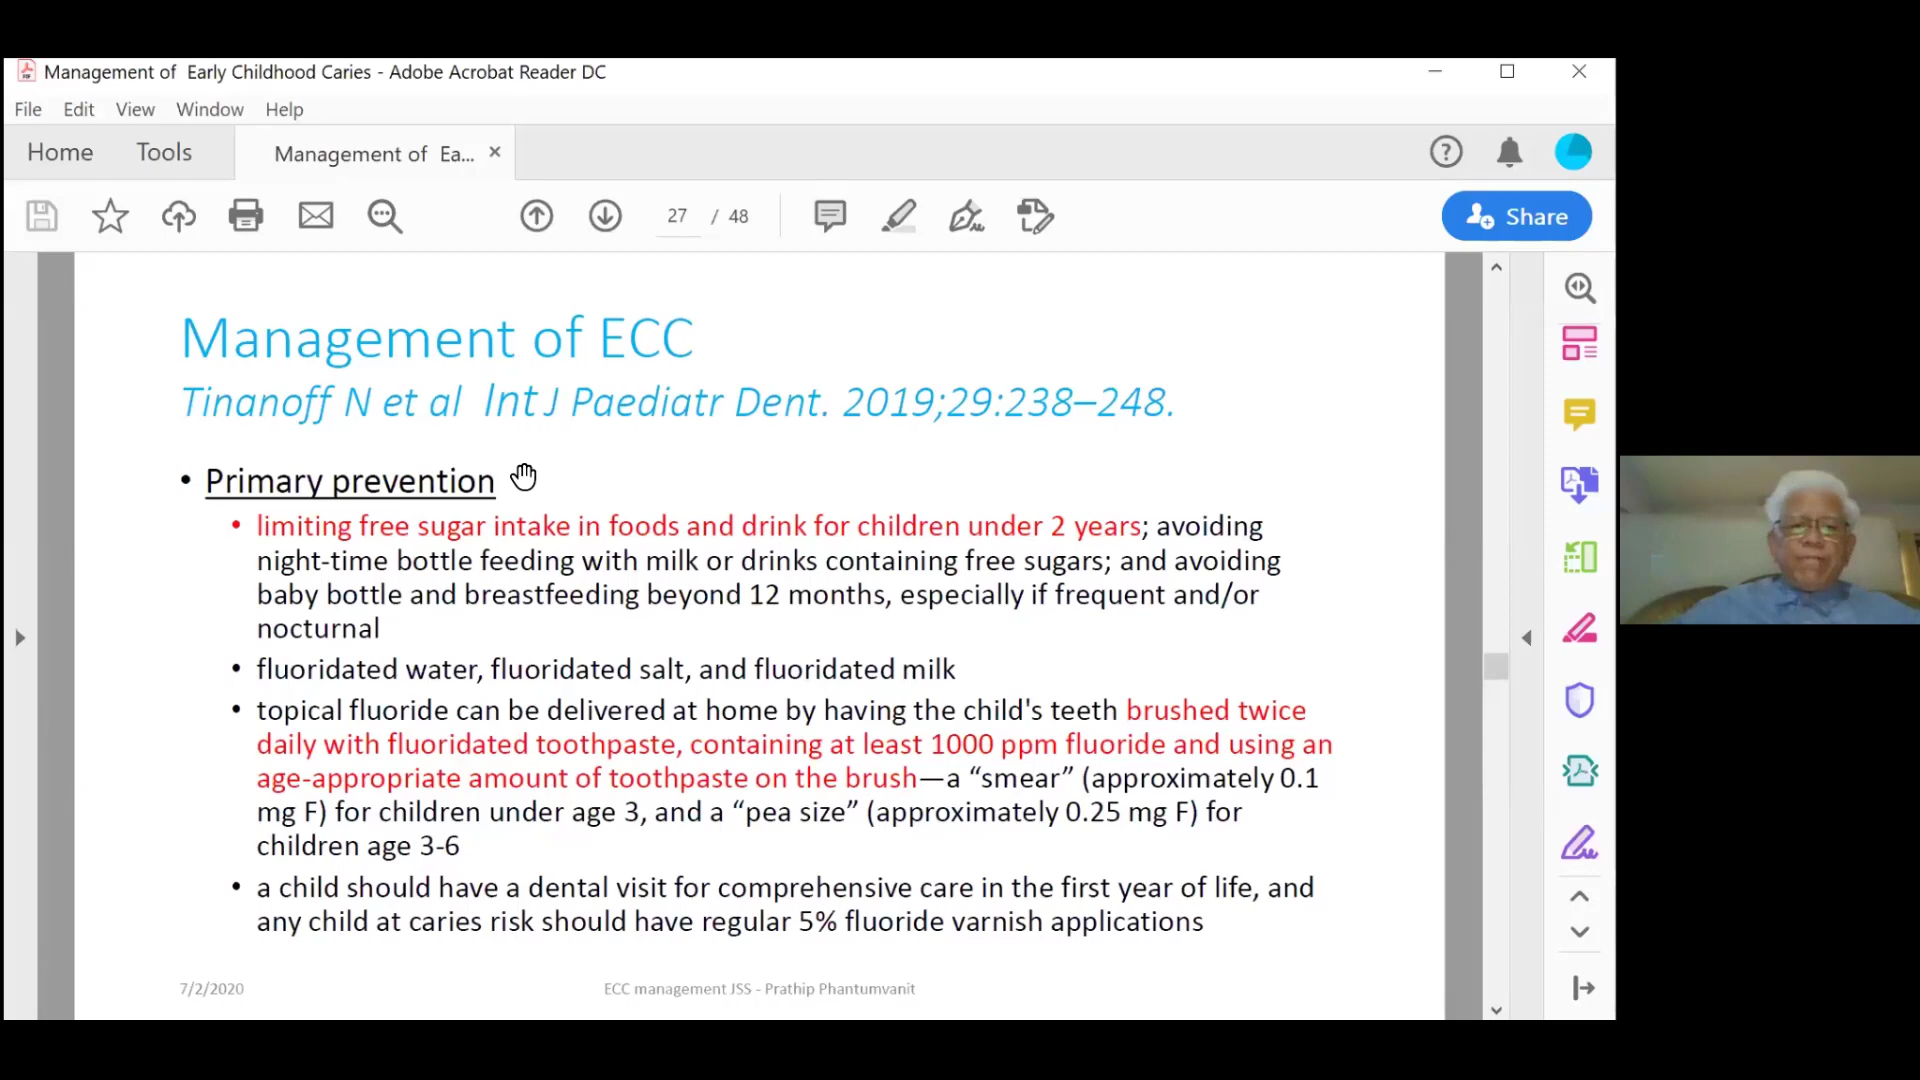 Management of  Early Childhood Caries - Adobe Acrobat Reader DC
File Edit View Window Help
Home Tools Management of  Ea... ×
27 / 48
Share
Management of ECC
Tinanoff N et al  Int J Paediatr Dent. 2019;29:238–248.
• Primary prevention
• limiting free sugar intake in foods and drink for children under 2 years; avoiding
night-time bottle feeding with milk or drinks containing free sugars; and avoiding
baby bottle and breastfeeding beyond 12 months, especially if frequent and/or
nocturnal
• fluoridated water, fluoridated salt, and fluoridated milk
• topical fluoride can be delivered at home by having the child's teeth brushed twice
daily with fluoridated toothpaste, containing at least 1000 ppm fluoride and using an
age-appropriate amount of toothpaste on the brush—a “smear” (approximately 0.1
mg F) for children under age 3, and a “pea size” (approximately 0.25 mg F) for
children age 3-6
• a child should have a dental visit for comprehensive care in the first year of life, and
any child at caries risk should have regular 5% fluoride varnish applications
7/2/2020
ECC management JSS - Prathip Phantumvanit